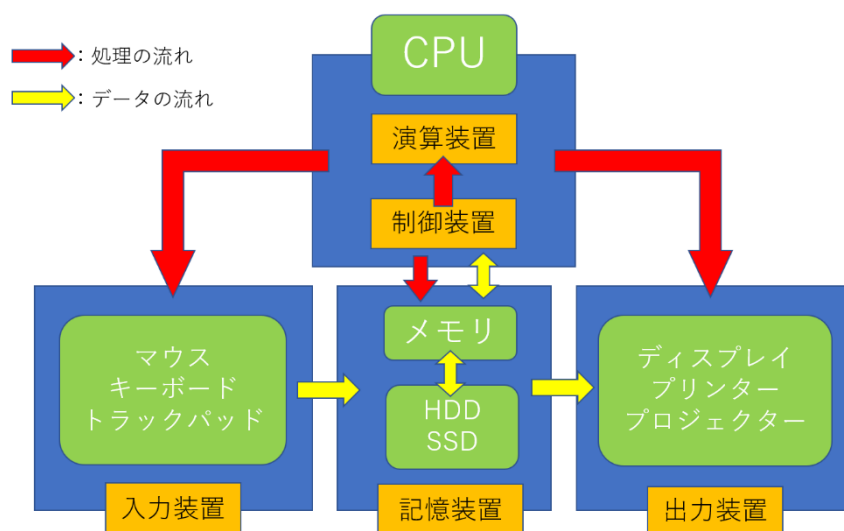 :処理の流れ
:データの流れ
CPU
演算装置
制御装置
マウス
キーボード
トラックパッド
入力装置
メモリ
HDD
SSD
記憶装置
ディスプレイ
プリンター
プロジェクター
出力装置